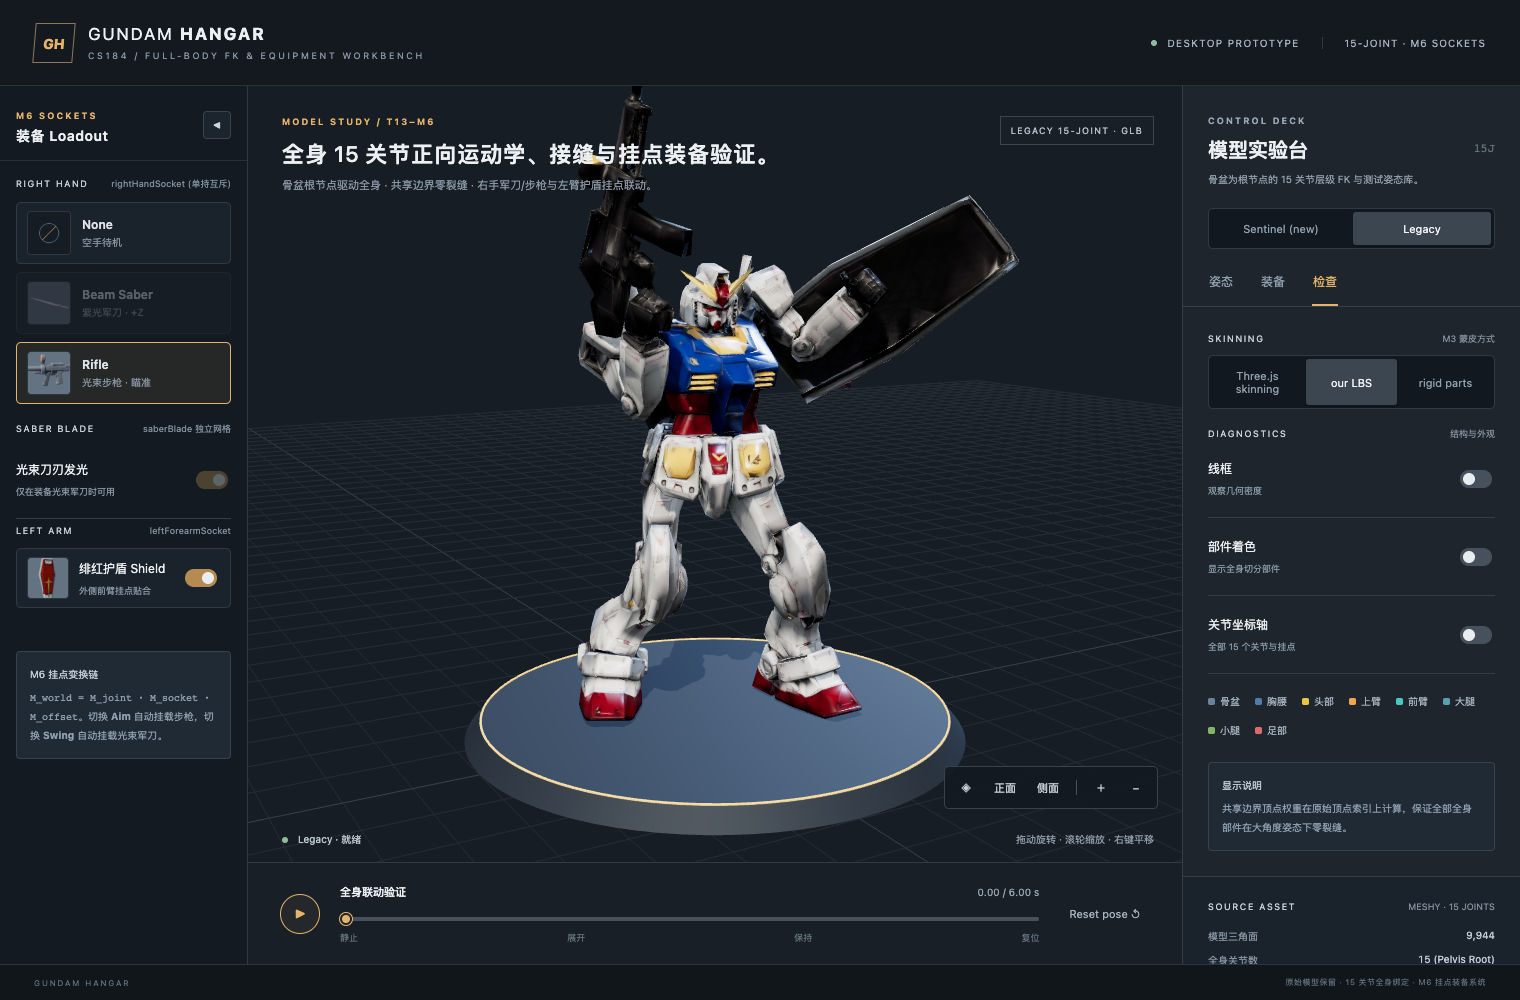 GH
GUNDAM HANGAR
CS184 / FULL-BODY FK & EQUIPMENT WORKBENCH
DESKTOP PROTOTYPE
15-JOINT · M6 SOCKETS
M6 SOCKETS
装备 Loadout
RIGHT HAND
rightHandSocket (单持互斥)
None
空手待机
Beam Saber
紫光军刀 · +Z
Rifle
光束步枪 · 瞄准
SABER BLADE
saberBlade 独立网格
光束刀刃发光
仅在装备光束军刀时可用
LEFT ARM
leftForearmSocket
绯红护盾 Shield
外侧前臂挂点贴合
M6 挂点变换链
M_world = M_joint · M_socket ·
M_offset。切换 Aim 自动挂载步枪，切
换 Swing 自动挂载光束军刀。
MODEL STUDY / T13–M6
全身 15 关节正向运动学、接缝与挂点装备验证。
骨盆根节点驱动全身 · 共享边界零裂缝 · 右手军刀/步枪与左臂护盾挂点联动。
LEGACY 15-JOINT · GLB
◈
正面
侧面
+
−
Legacy · 就绪
拖动旋转 · 滚轮缩放 · 右键平移
全身联动验证
0.00 / 6.00 s
静止
展开
保持
复位
Reset pose ↺
CONTROL DECK
模型实验台
15J
骨盆为根节点的 15 关节层级 FK 与测试姿态库。
Sentinel (new)
Legacy
姿态
装备
检查
SKINNING
M3 蒙皮方式
Three.js
skinning
our LBS
rigid parts
DIAGNOSTICS
结构与外观
线框
观察几何密度
部件着色
显示全身切分部件
关节坐标轴
全部 15 个关节与挂点
骨盆
胸腰
头部
上臂
前臂
大腿
小腿
足部
显示说明
共享边界顶点权重在原始顶点索引上计算，保证全部全身
部件在大角度姿态下零裂缝。
SOURCE ASSET
MESHY · 15 JOINTS
模型三角面
9,944
全身关节数
15 (Pelvis Root)
GUNDAM HANGAR
原始模型保留 · 15 关节全身绑定 · M6 挂点装备系统